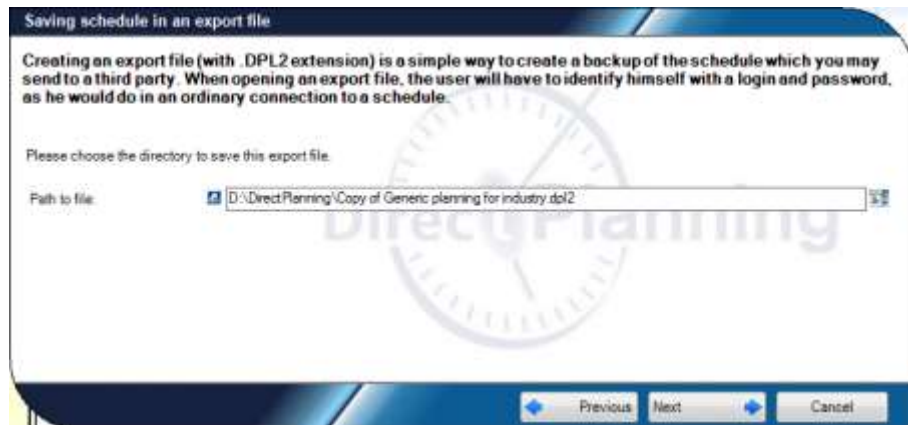 Saving schedule in an export file
Creating an export file (with .DPL2 extension) is a simple way to create a backup of the schedule which you may
send to a third party. When opening an export file, the user will have to identify himself with a login and password,
as he would do in an ordinary connection to a schedule.
Please choose the directory to save this export file.
Path to file:
D:\DirectPlanning\Copy of Generic planning for industry.dpl2
Direct Planning
Previous Next Cancel